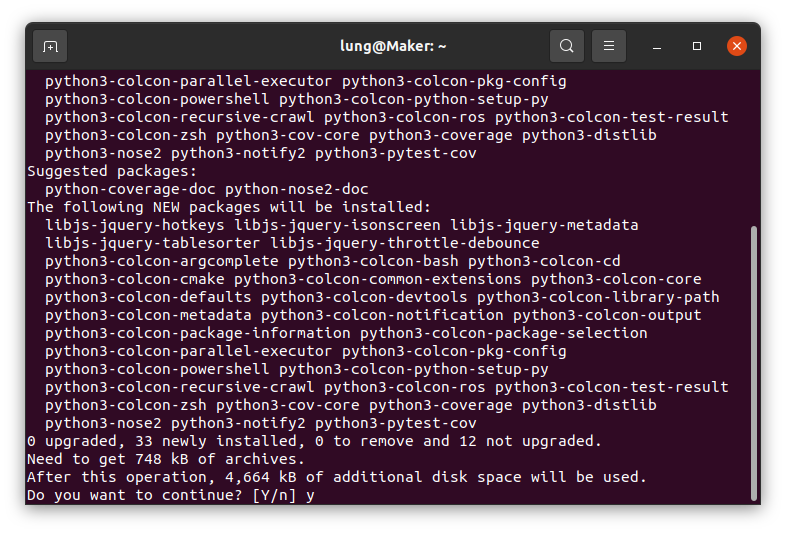 lung@Maker: ~
python3-colcon-parallel-executor python3-colcon-pkg-config
python3-colcon-powershell python3-colcon-python-setup-py
python3-colcon-recursive-crawl python3-colcon-ros python3-colcon-test-result
python3-colcon-zsh python3-cov-core python3-coverage python3-distlib
python3-nose2 python3-notify2 python3-pytest-cov
Suggested packages:
python-coverage-doc python-nose2-doc
The following NEW packages will be installed:
libjs-jquery-hotkeys libjs-jquery-isonscreen libjs-jquery-metadata
libjs-jquery-tablesorter libjs-jquery-throttle-debounce
python3-colcon-argcomplete python3-colcon-bash python3-colcon-cd
python3-colcon-cmake python3-colcon-common-extensions python3-colcon-core
python3-colcon-defaults python3-colcon-devtools python3-colcon-library-path
python3-colcon-metadata python3-colcon-notification python3-colcon-output
python3-colcon-package-information python3-colcon-package-selection
python3-colcon-parallel-executor python3-colcon-pkg-config
python3-colcon-powershell python3-colcon-python-setup-py
python3-colcon-recursive-crawl python3-colcon-ros python3-colcon-test-result
python3-colcon-zsh python3-cov-core python3-coverage python3-distlib
python3-nose2 python3-notify2 python3-pytest-cov
0 upgraded, 33 newly installed, 0 to remove and 12 not upgraded.
Need to get 748 kB of archives.
After this operation, 4,664 kB of additional disk space will be used.
Do you want to continue? [Y/n] y